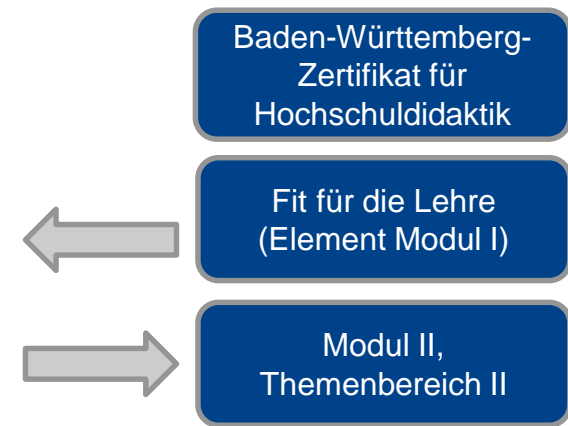 Baden-Württemberg-
Zertifikat für
Hochschuldidaktik
Fit für die Lehre
(Element Modul I)
Modul II,
Themenbereich II